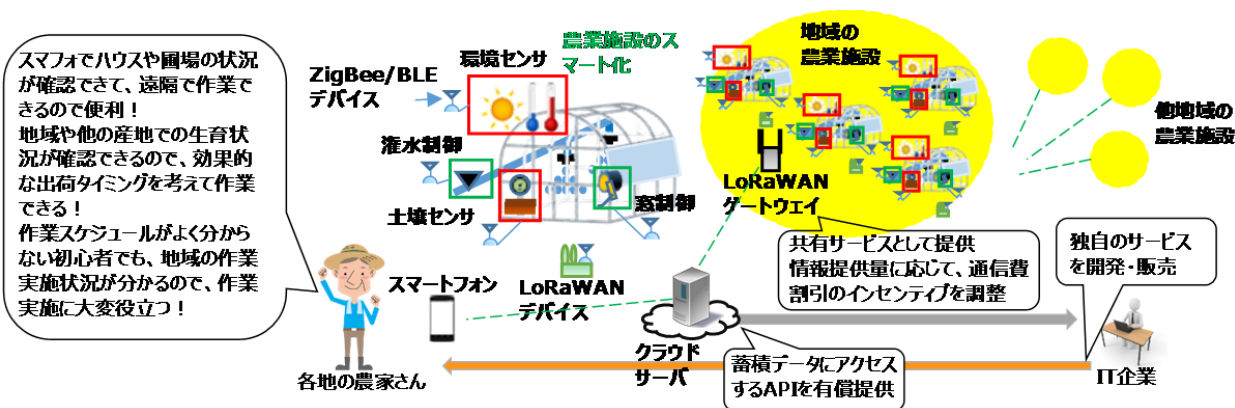 スマフォでハウスや圃場の状況
が確認できて、遠隔で作業で
きるので便利！
地域や他の産地での生育状
況が確認できるので、効果的
な出荷タイミングを考えて作業
できる！
作業スケジュールがよく分から
ない初心者でも、地域の作業
実施状況が分かるので、作業
実施に大変役立つ！
各地の農家さん
ZigBee/BLE
デバイス
環境センサ
農業施設のス
マート化
潅水制御
土壌センサ
窓制御
スマートフォン
LoRaWAN
デバイス
地域の
農業施設
LoRaWAN
ゲートウェイ
他地域の
農業施設
共有サービスとして提供
情報提供量に応じて、通信費
割引のインセンティブを調整
独自のサービス
を開発・販売
クラウド
サーバ
蓄積データにアクセス
するAPIを有償提供
IT企業